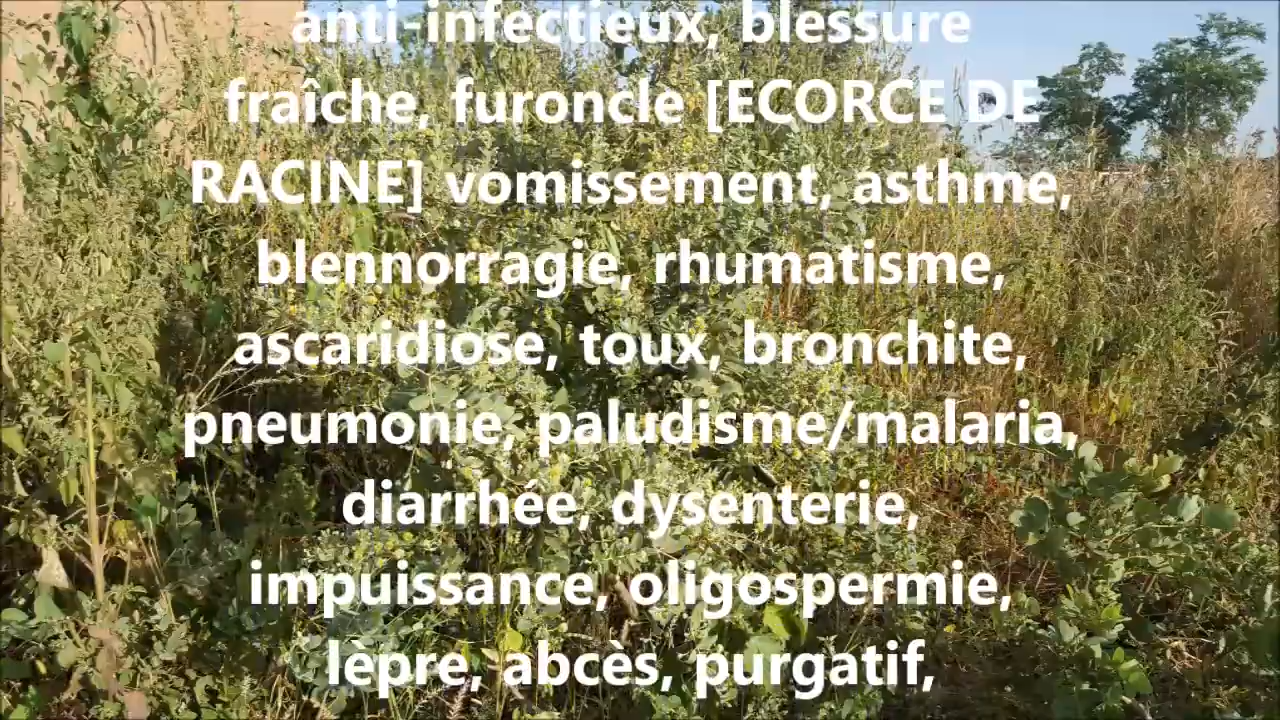 anti-infectieux, blessure
fraîche, furoncle [ECORCE DE
RACINE] vomissement, asthme,
blennorragie, rhumatisme,
ascaridiose, toux, bronchite,
pneumonie, paludisme/malaria,
diarrhée, dysenterie,
impuissance, oligospermie,
lèpre, abcès, purgatif,